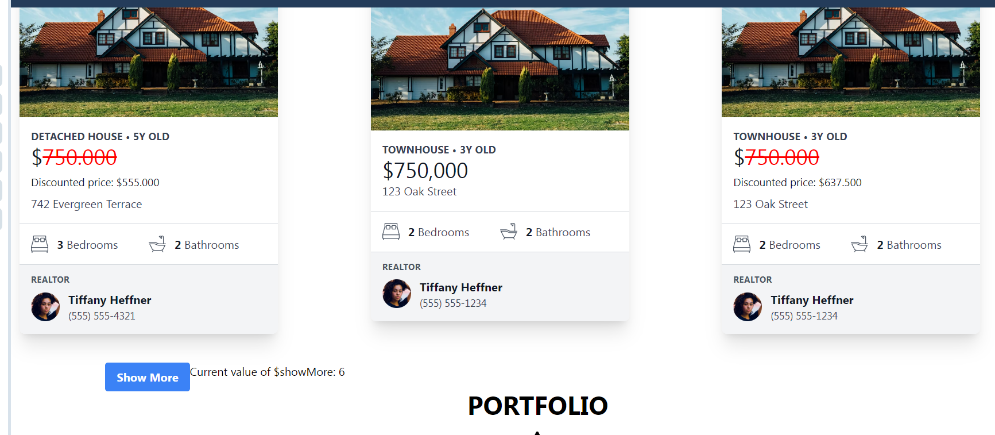 DETACHED HOUSE • 5Y OLD
$750.000
Discounted price: $555.000
742 Evergreen Terrace
3 Bedrooms 2 Bathrooms
REALTOR
Tiffany Heffner
(555) 555-4321
TOWNHOUSE • 3Y OLD
$750,000
123 Oak Street
2 Bedrooms 2 Bathrooms
REALTOR
Tiffany Heffner
(555) 555-1234
TOWNHOUSE • 3Y OLD
$750.000
Discounted price: $637.500
123 Oak Street
2 Bedrooms 2 Bathrooms
REALTOR
Tiffany Heffner
(555) 555-1234
Show More Current value of $showMore: 6
PORTFOLIO